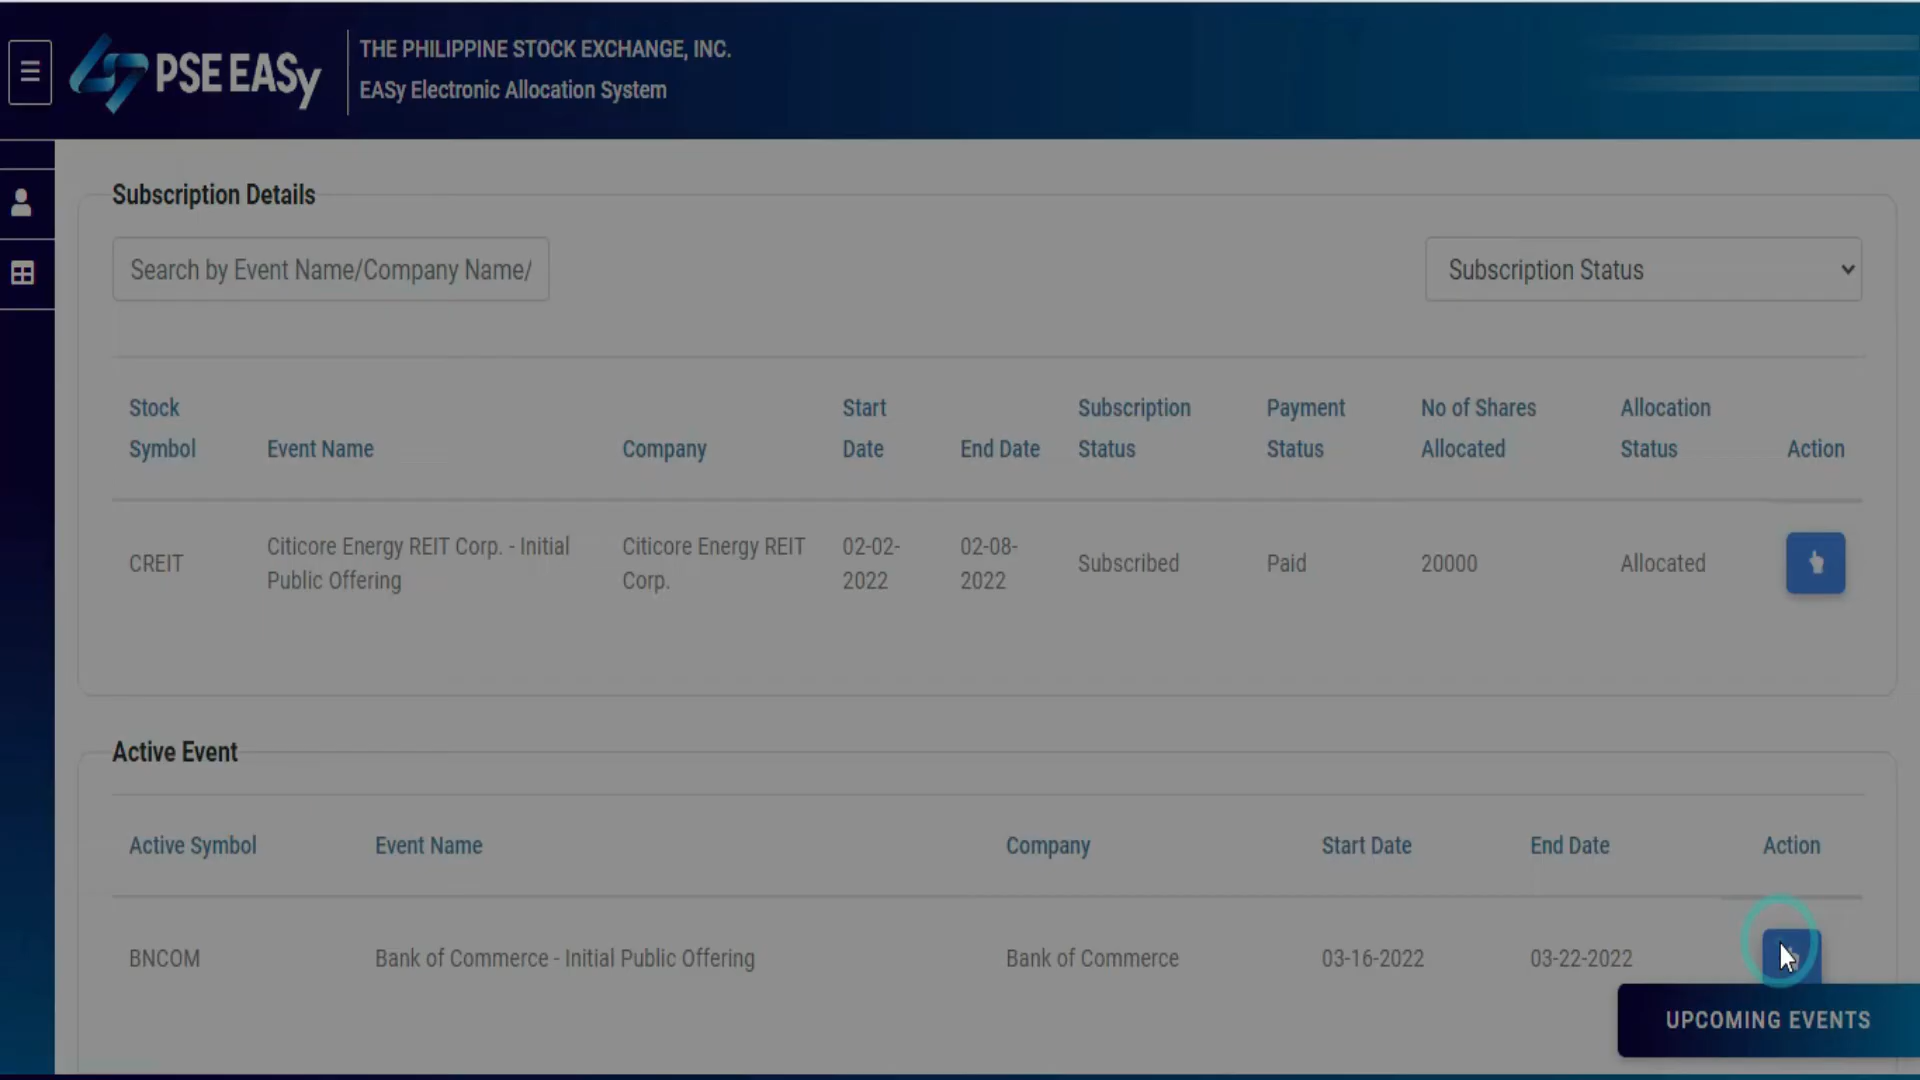 PSE EASy
THE PHILIPPINE STOCK EXCHANGE, INC.
EASy Electronic Allocation System
Subscription Details
Search by Event Name/Company Name/
Subscription Status
Stock Symbol
Event Name
Company
Start Date
End Date
Subscription Status
Payment Status
No of Shares Allocated
Allocation Status
Action
CREIT
Citicore Energy REIT Corp. - Initial
Public Offering
Citicore Energy REIT
Corp.
02-02-
2022
02-08-
2022
Subscribed
Paid
20000
Allocated
Active Event
Active Symbol
Event Name
Company
Start Date
End Date
Action
BNCOM
Bank of Commerce - Initial Public Offering
Bank of Commerce
03-16-2022
03-22-2022
UPCOMING EVENTS